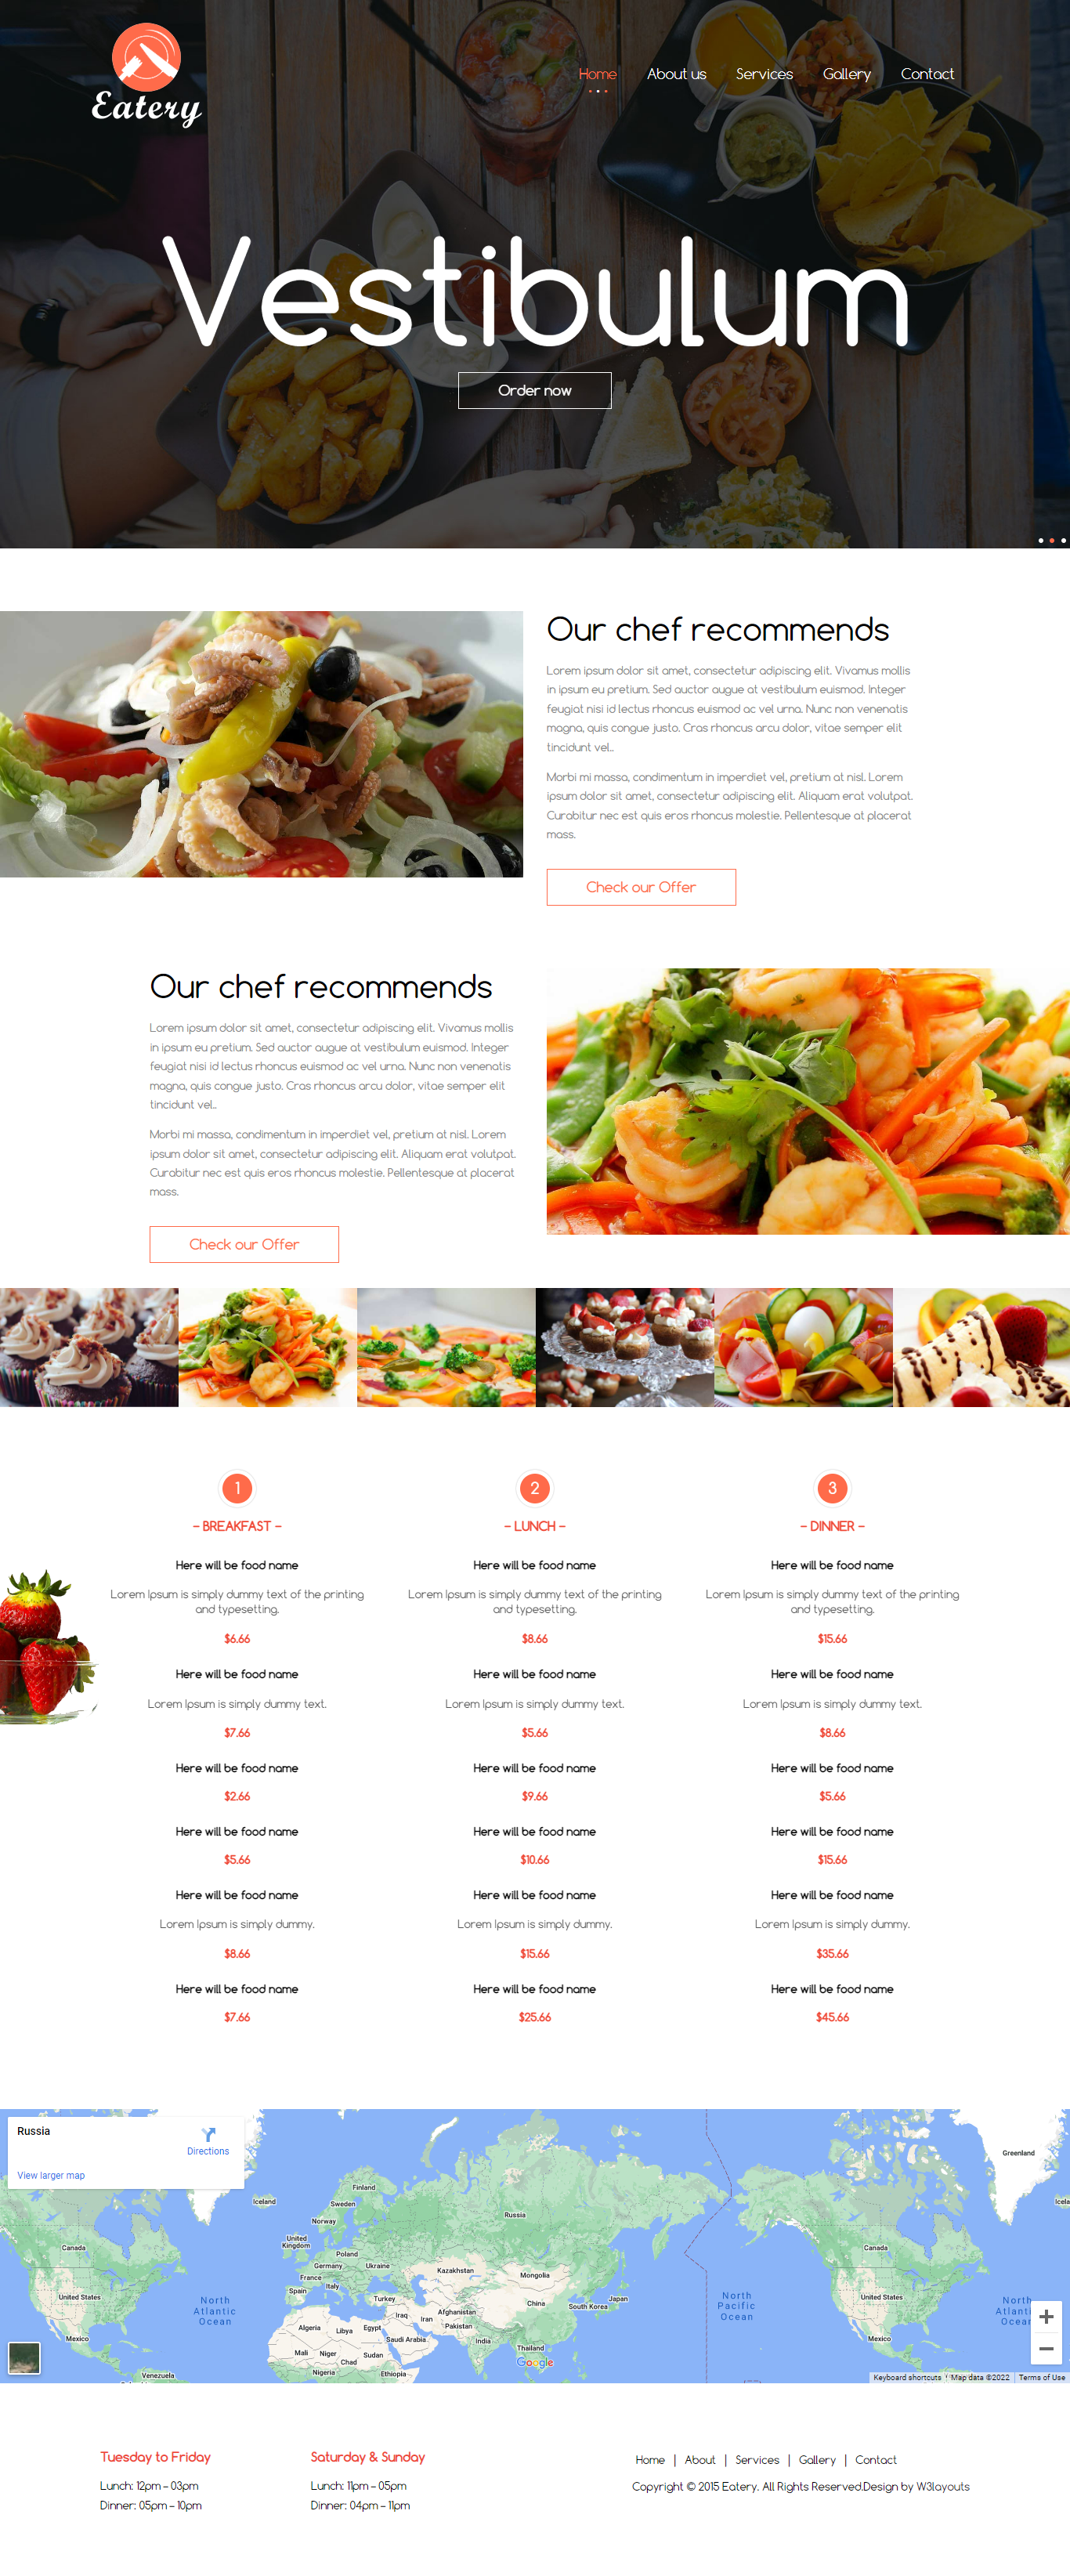 Eatery
Home
About us
Services
Gallery
Contact
Vestibulum
Order now
Our chef recommends
Lorem ipsum dolor sit amet, consectetur adipiscing elit. Vivamus mollis
in ipsum eu pretium. Sed auctor augue at vestibulum euismod. Integer
feugiat nisi id lectus rhoncus euismod ac vel urna. Nunc non venenatis
magna, quis congue justo. Cras rhoncus arcu dolor, vitae semper elit
tincidunt vel..
Morbi mi massa, condimentum in imperdiet vel, pretium at nisl. Lorem
ipsum dolor sit amet, consectetur adipiscing elit. Aliquam erat volutpat.
Curabitur nec est quis eros rhoncus molestie. Pellentesque at placerat
mass.
Check our Offer
Our chef recommends
Lorem ipsum dolor sit amet, consectetur adipiscing elit. Vivamus mollis
in ipsum eu pretium. Sed auctor augue at vestibulum euismod. Integer
feugiat nisi id lectus rhoncus euismod ac vel urna. Nunc non venenatis
magna, quis congue justo. Cras rhoncus arcu dolor, vitae semper elit
tincidunt vel..
Morbi mi massa, condimentum in imperdiet vel, pretium at nisl. Lorem
ipsum dolor sit amet, consectetur adipiscing elit. Aliquam erat volutpat.
Curabitur nec est quis eros rhoncus molestie. Pellentesque at placerat
mass.
Check our Offer
1
– BREAKFAST –
Here will be food name
Lorem Ipsum is simply dummy text of the printing
and typesetting.
$6.66
Here will be food name
Lorem Ipsum is simply dummy text.
$7.66
Here will be food name
$2.66
Here will be food name
$5.66
Here will be food name
Lorem Ipsum is simply dummy.
$8.66
Here will be food name
$7.66
2
– LUNCH –
Here will be food name
Lorem Ipsum is simply dummy text of the printing
and typesetting.
$8.66
Here will be food name
Lorem Ipsum is simply dummy text.
$5.66
Here will be food name
$9.66
Here will be food name
$10.66
Here will be food name
Lorem Ipsum is simply dummy.
$15.66
Here will be food name
$25.66
3
– DINNER –
Here will be food name
Lorem Ipsum is simply dummy text of the printing
and typesetting.
$15.66
Here will be food name
Lorem Ipsum is simply dummy text.
$8.66
Here will be food name
$5.66
Here will be food name
$15.66
Here will be food name
Lorem Ipsum is simply dummy.
$35.66
Here will be food name
$45.66
Russia
Directions
View larger map
Greenland
Iceland
Finland
Sweden
Norway
Russia
United
Kingdom
Poland
Germany
Ukraine
France
Italy
Spain
Turkey
Kazakhstan
Mongolia
China
South Korea
Japan
Iraq
Iran
Afghanistan
Pakistan
Algeria
Libya
Egypt
Saudi Arabia
India
Thailand
Mali
Niger
Chad
Sudan
Nigeria
Ethiopia
Canada
United States
Mexico
Venezuela
North
Atlantic
Ocean
North
Pacific
Ocean
Canada
United States
Mexico
North
Google
Keyboard shortcuts
Map data ©2022
Terms of Use
Tuesday to Friday
Lunch: 12pm – 03pm
Dinner: 05pm – 10pm
Saturday & Sunday
Lunch: 11pm – 05pm
Dinner: 04pm – 11pm
Home | About | Services | Gallery | Contact
Copyright © 2015 Eatery. All Rights Reserved.Design by W3layouts